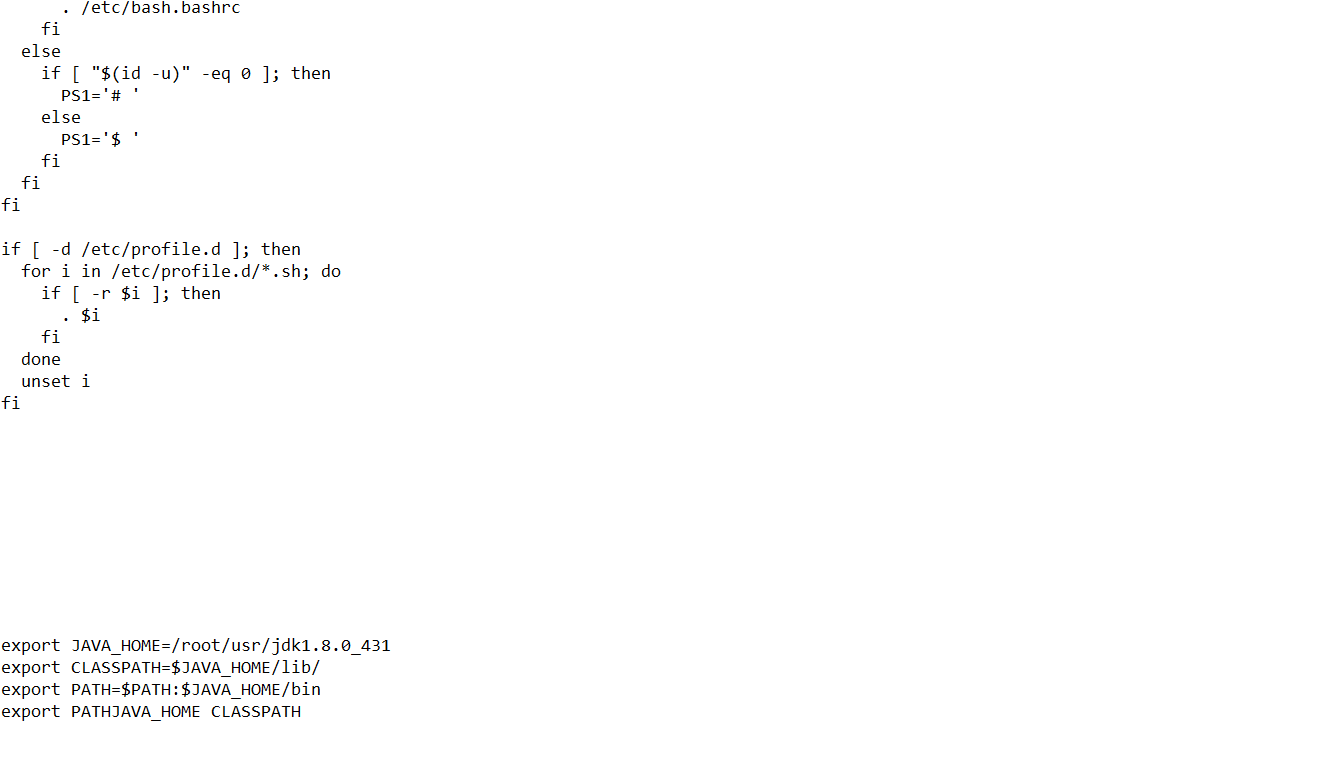 . /etc/bash.bashrc
    fi
  else
    if [ "$(id -u)" -eq 0 ]; then
      PS1='# '
    else
      PS1='$ '
    fi
  fi
fi

if [ -d /etc/profile.d ]; then
  for i in /etc/profile.d/*.sh; do
    if [ -r $i ]; then
      . $i
    fi
  done
  unset i
fi

export JAVA_HOME=/root/usr/jdk1.8.0_431
export CLASSPATH=$JAVA_HOME/lib/
export PATH=$PATH:$JAVA_HOME/bin
export PATHJAVA_HOME CLASSPATH